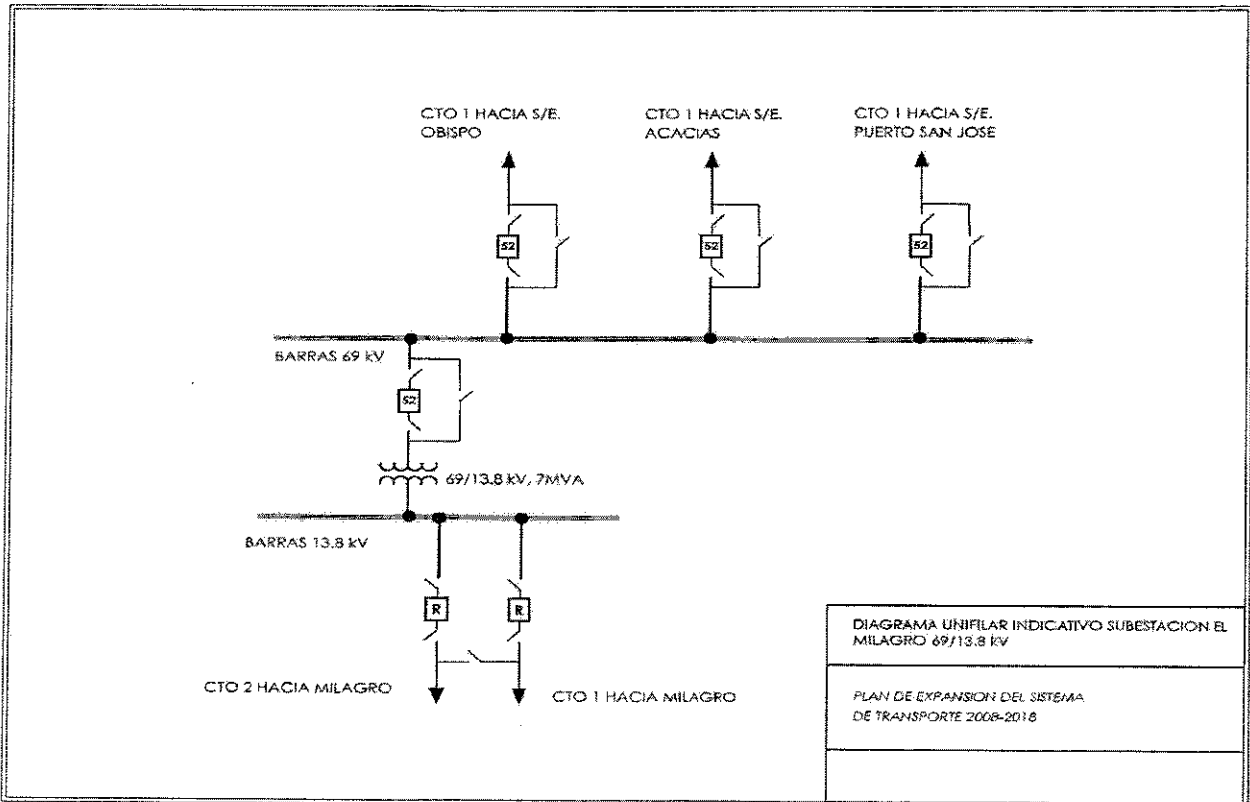 CTO 1 HACIA S/E.
OBISPO
CTO 1 HACIA S/E.
ACACIAS
CTO 1 HACIA S/E.
PUERTO SAN JOSE
52
52
52
BARRAS 69 kV
52
69/13.8 kV, 7MVA
BARRAS 13.8 kV
R
R
CTO 2 HACIA MILAGRO
CTO 1 HACIA MILAGRO
DIAGRAMA UNIFILAR INDICATIVO SUBESTACION EL
MILAGRO 69/13.8 kV
PLAN DE EXPANSION DEL SISTEMA
DE TRANSPORTE 2008-2018